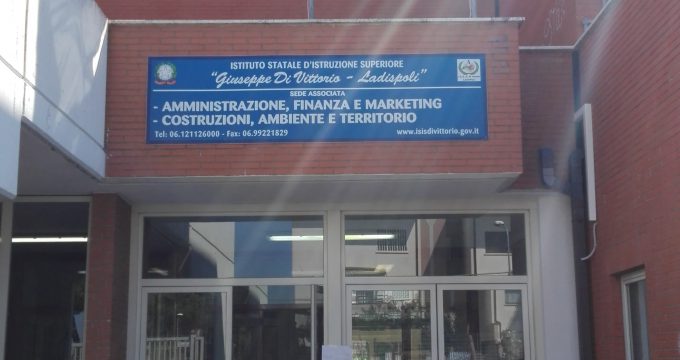 ISTITUTO STATALE D'ISTRUZIONE SUPERIORE
"Giuseppe Di Vittorio - Ladispoli"
SEDE ASSOCIATA
- AMMINISTRAZIONE, FINANZA E MARKETING
- COSTRUZIONI, AMBIENTE E TERRITORIO
Tel: 06.121126000 - Fax: 06.99221829 www.isisdivittorio.gov.it